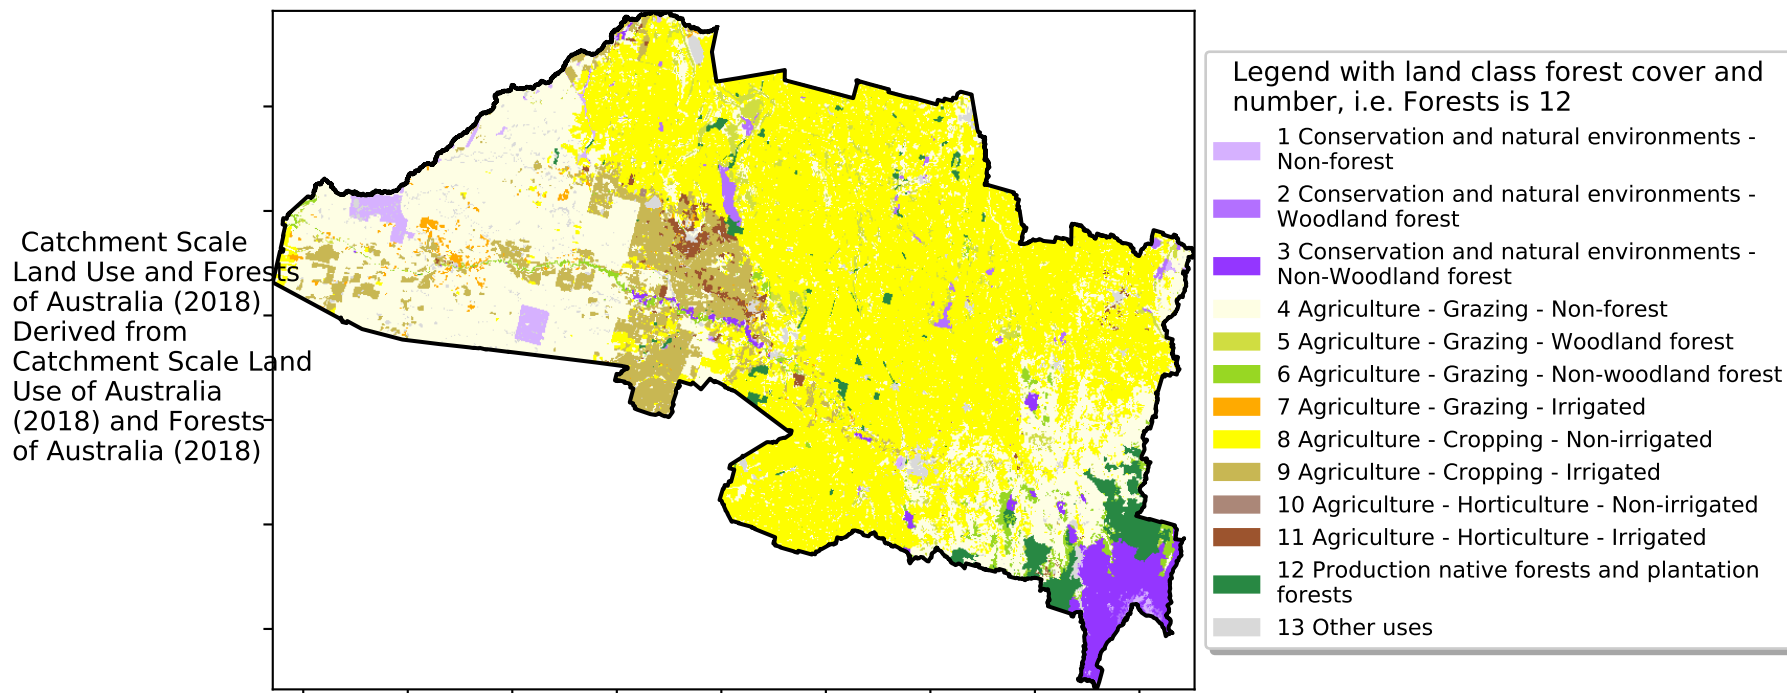 Catchment Scale
Land Use and Forests
of Australia (2018)
Derived from
Catchment Scale Land
Use of Australia
(2018) and Forests
of Australia (2018)
Legend with land class forest cover and
number, i.e. Forests is 12
1 Conservation and natural environments -
Non-forest
2 Conservation and natural environments -
Woodland forest
3 Conservation and natural environments -
Non-Woodland forest
4 Agriculture - Grazing - Non-forest
5 Agriculture - Grazing - Woodland forest
6 Agriculture - Grazing - Non-woodland forest
7 Agriculture - Grazing - Irrigated
8 Agriculture - Cropping - Non-irrigated
9 Agriculture - Cropping - Irrigated
10 Agriculture - Horticulture - Non-irrigated
11 Agriculture - Horticulture - Irrigated
12 Production native forests and plantation
forests
13 Other uses